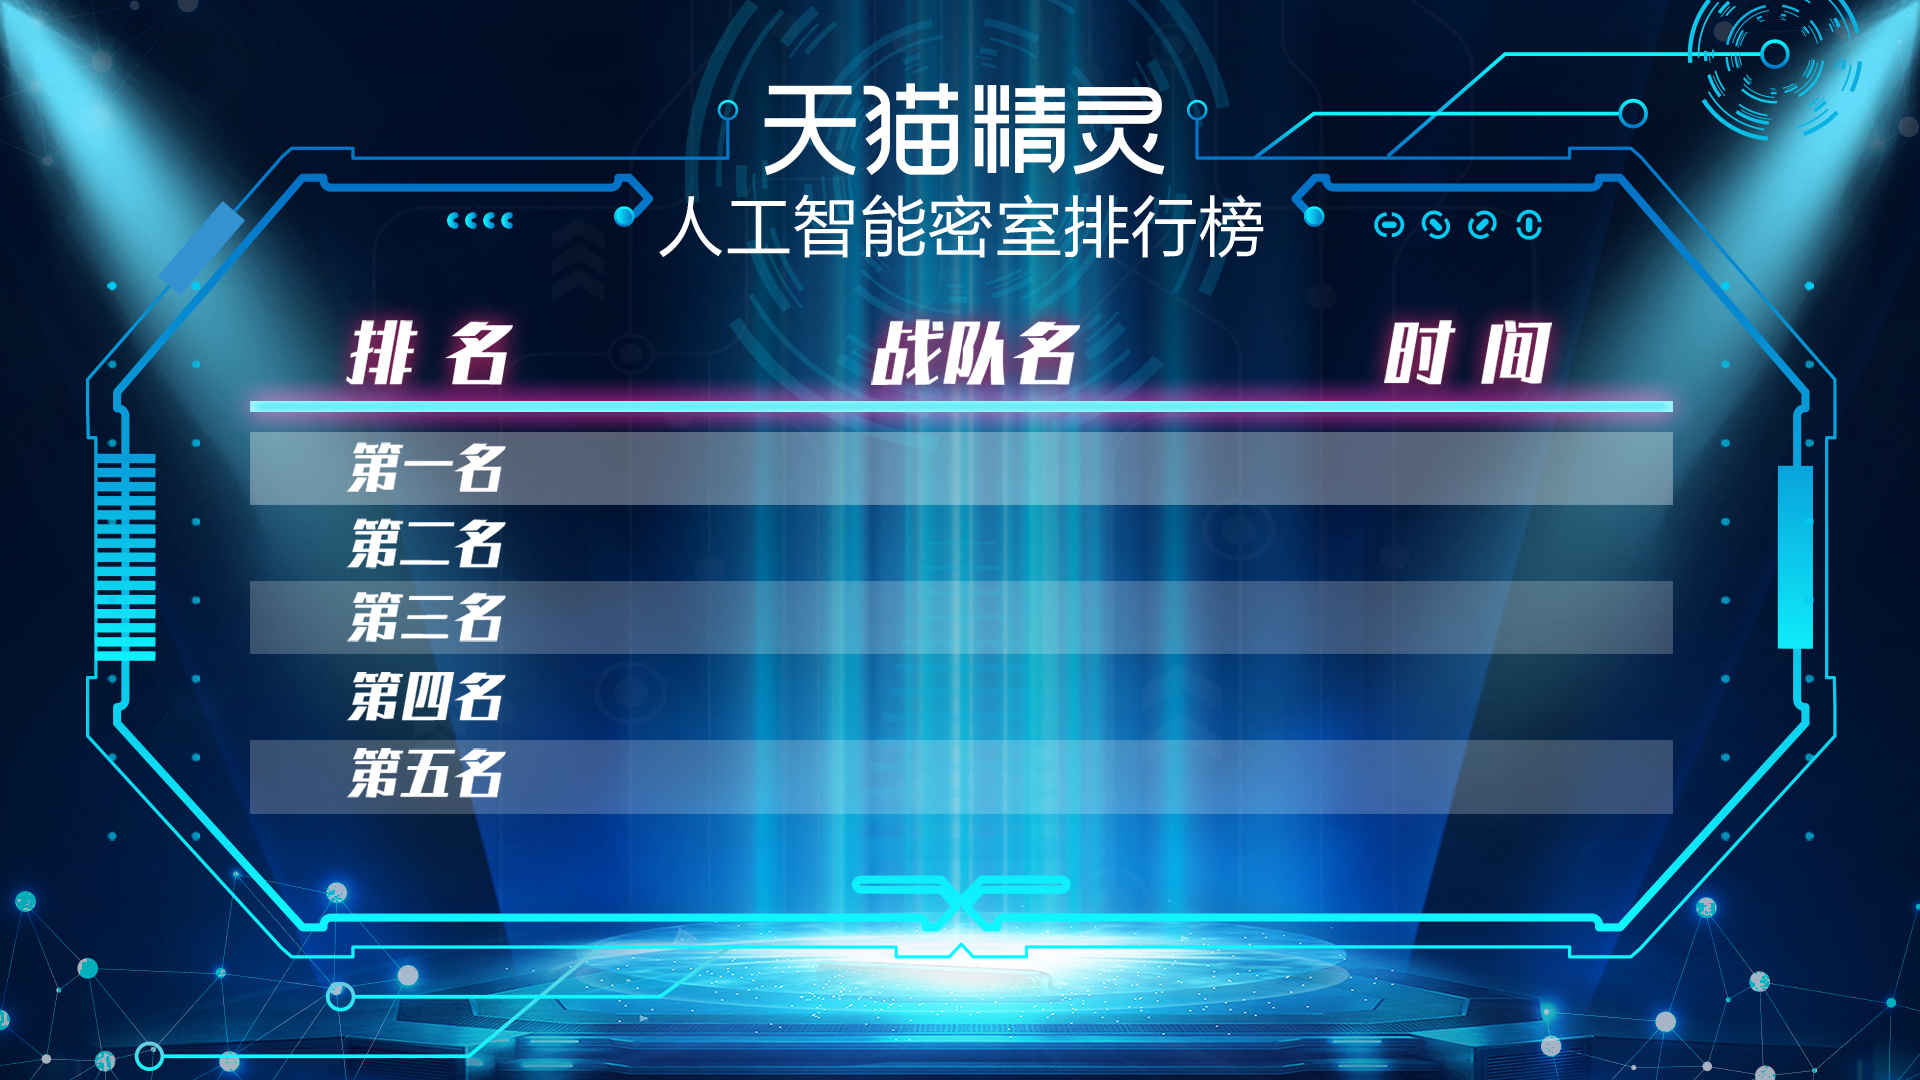 天猫精灵
人工智能密室排行榜
排 名 战队名 时 间
第一名
第二名
第三名
第四名
第五名